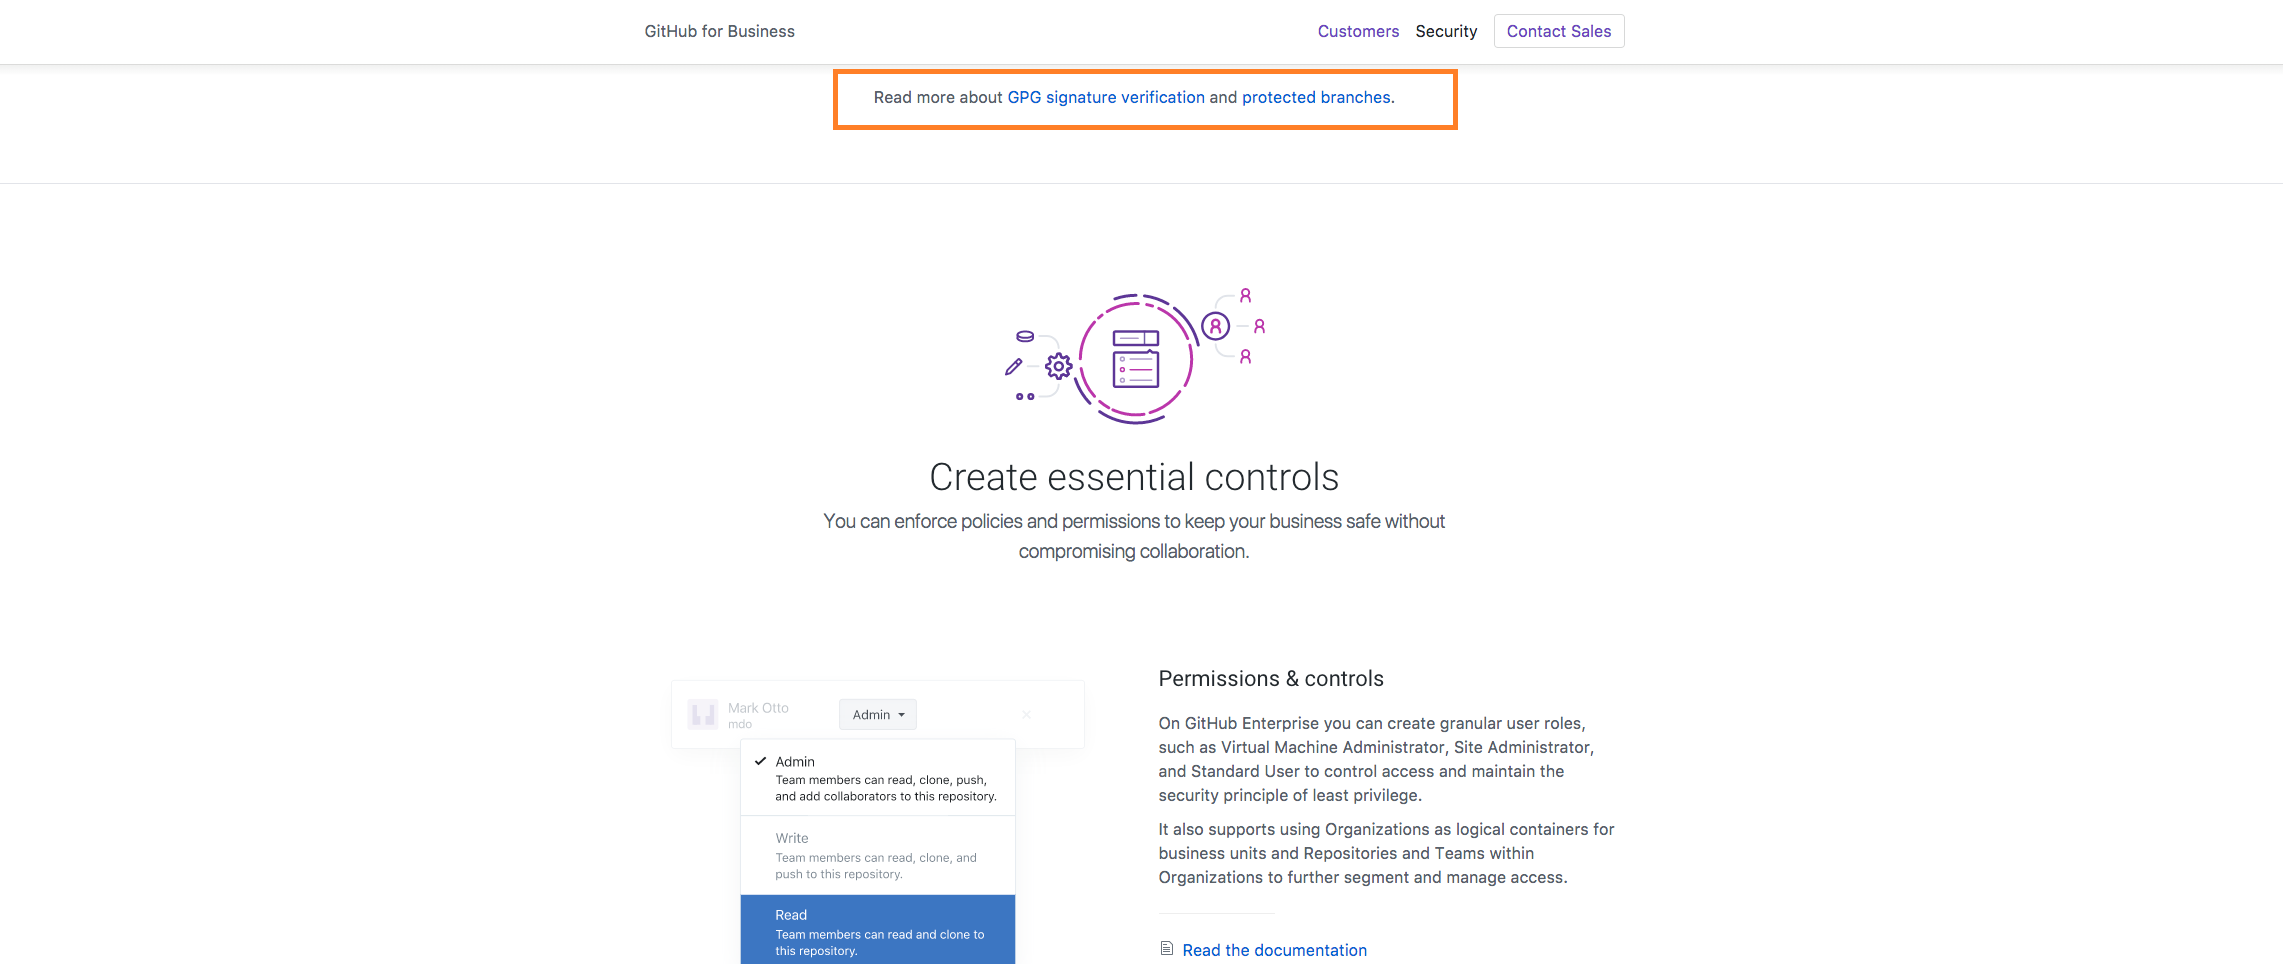 GitHub for Business
Customers Security Contact Sales
Read more about GPG signature verification and protected branches.
Create essential controls
You can enforce policies and permissions to keep your business safe without
compromising collaboration.
Mark Otto
mdo
Admin
Admin
Team members can read, clone, push,
and add collaborators to this repository.
Write
Team members can read, clone, and
push to this repository.
Read
Team members can read and clone to
this repository.
Permissions & controls
On GitHub Enterprise you can create granular user roles,
such as Virtual Machine Administrator, Site Administrator,
and Standard User to control access and maintain the
security principle of least privilege.
It also supports using Organizations as logical containers for
business units and Repositories and Teams within
Organizations to further segment and manage access.
Read the documentation